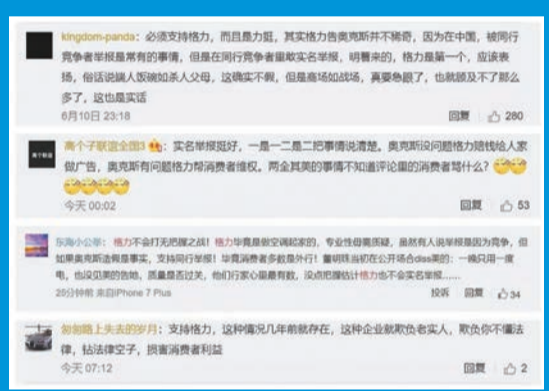 kingdom-panda：必须支持格力，而且是力挺，其实格力告奥克斯并不稀奇，因为在中国，被同行
竞争者举报是常有的事情，但是在同行竞争者里敢实名举报，明着来的，格力是第一个，应该表
扬，俗话说端人饭碗如杀人父母，这确实不假，但是商场如战场，真要急眼了，也就顾及不了那么
多了，这也是实话
6月10日 23:18 回复 280
高个子联谊全国3：实名举报挺好，一是一二是二把事情说清楚。奥克斯没问题格力赔钱给人家
做广告，奥克斯有问题格力帮消费者维权。两全其美的事情不知道评论里的消费者骂什么？
今天 00:02 回复 53
东海小公举：格力不会打无把握之战！格力毕竟是做空调起家的，专业性毋庸质疑，虽然有人说举报是因为竞争，但
如果奥克斯造假是事实，支持同行举报！毕竟消费者多数是外行！董明珠当初在公开场合diss美的：一晚只用一度
电，也没见美的告她，质量是否过关，他们行家心里最有数，没点把握估计格力也不会实名举报……
20分钟前 来自iPhone 7 Plus 投诉 回复 34
匆匆路上失去的岁月：支持格力，这种情况几年前就存在，这种企业就欺负老实人，欺负你不懂法
律，钻法律空子，损害消费者利益
今天 07:12 回复 2